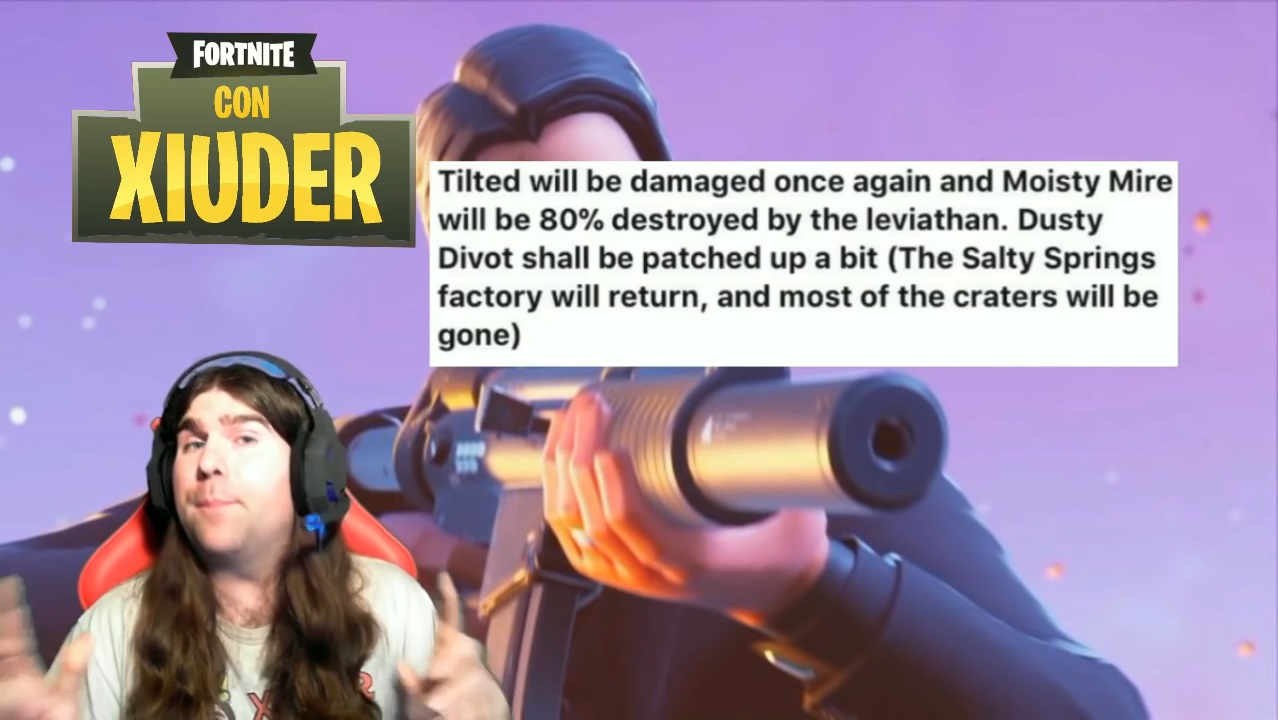 FORTNITE
CON
XIUDER
Tilted will be damaged once again and Moisty Mire
will be 80% destroyed by the leviathan. Dusty
Divot shall be patched up a bit (The Salty Springs
factory will return, and most of the craters will be
gone)